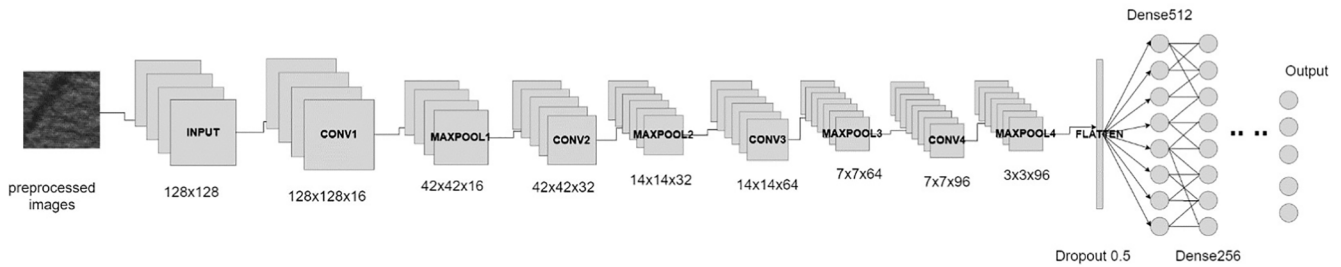 Dense512
Output
INPUT
CONV1
MAXPOOL1
CONV2
MAXPOOL2
CONV3
MAXPOOL3
CONV4
MAXPOOL4
FLATTEN
preprocessed
images
128x128
128x128x16
42x42x16
42x42x32
14x14x32
14x14x64
7x7x64
7x7x96
3x3x96
Dropout 0.5
Dense256